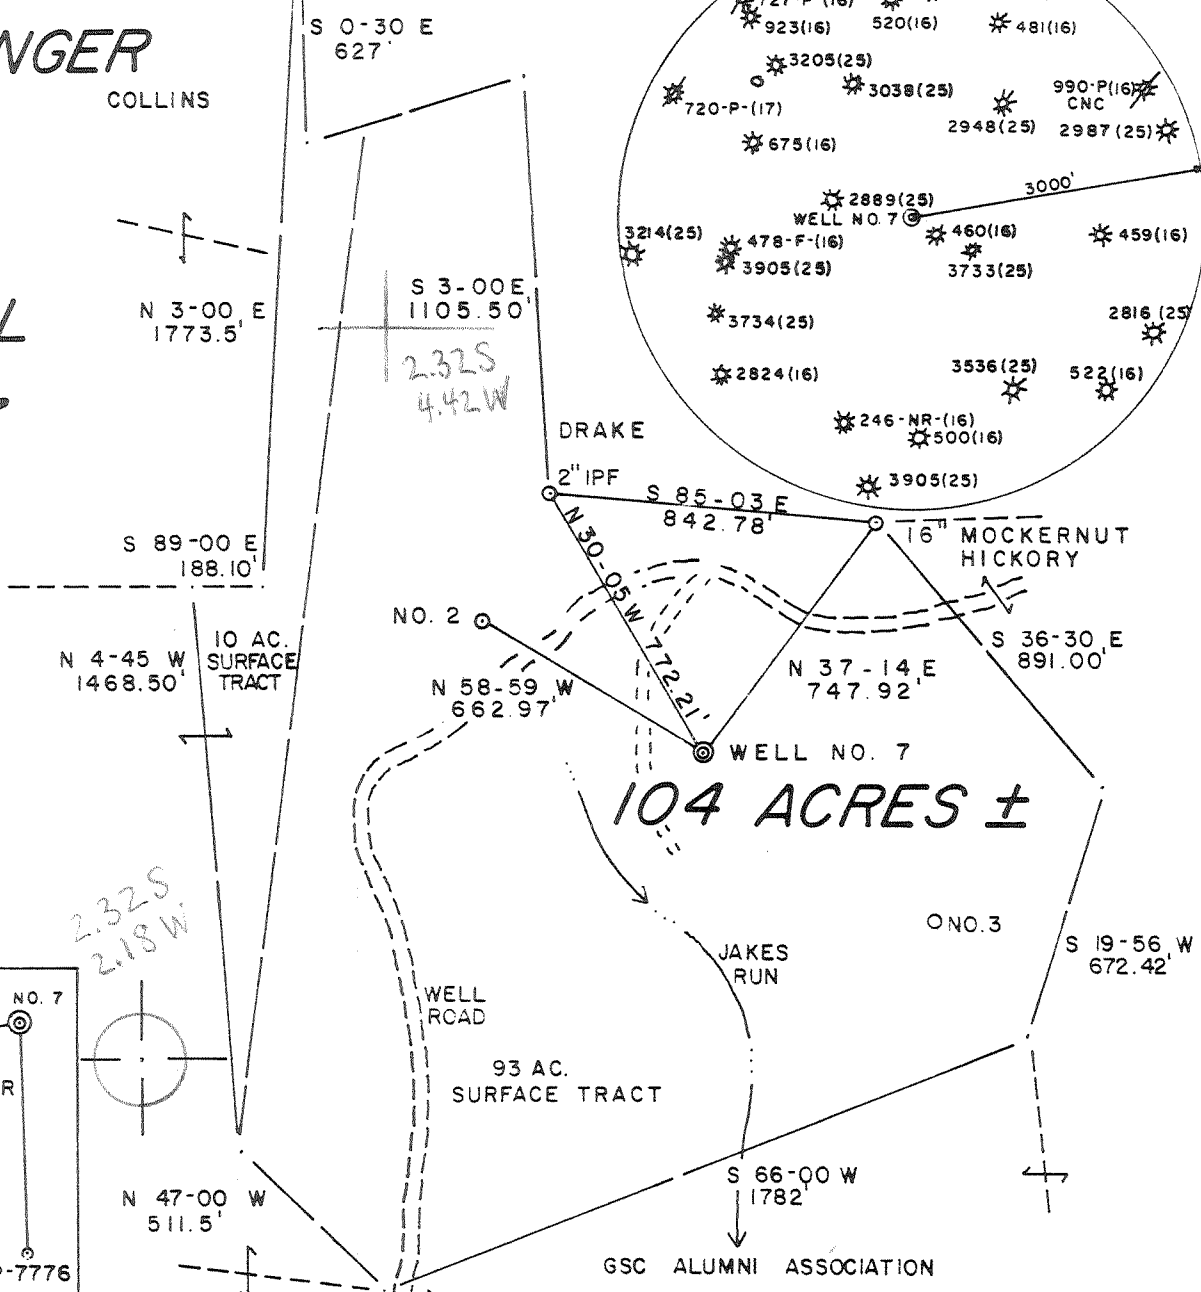 S 0-30 E
627'
NGER
COLLINS
727-P-(16)
923(16)
520(16)
481(16)
3205(25)
3038(25)
990-P(16)
CNC
720-P-(17)
2948(25)
2987(25)
675(16)
3000'
2889(25)
WELL NO. 7
3214(25)
478-F-(16)
460(16)
459(16)
3905(25)
3733(25)
3734(25)
2816(25)
2824(16)
3536(25)
522(16)
246-NR-(16)
500(16)
3905(25)
N 3-00 E
1773.5'
S 3-00 E
1105.50'
2.32S
4.42W
DRAKE
2" IPF
S 85-03 E
842.78'
16" MOCKERNUT
HICKORY
S 89-00 E
188.10'
N 30-05 W 772.21'
NO. 2
10 AC.
SURFACE
TRACT
N 4-45 W
1468.50'
N 58-59 W
662.97'
N 37-14 E
747.92'
S 36-30 E
891.00'
WELL NO. 7
104 ACRES ±
2.32S
2.18W
NO. 3
JAKES
RUN
S 19-56 W
672.42'
NO. 7
WELL
ROAD
R
93 AC.
SURFACE TRACT
N 47-00 W
511.5'
S 66-00 W
1782'
-7776
GSC ALUMNI ASSOCIATION